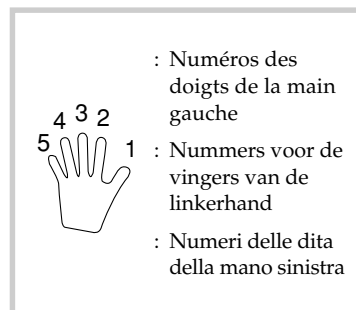 5 4 3 2 1
: Numéros des
doigts de la main
gauche
: Nummers voor de
vingers van de
linkerhand
: Numeri delle dita
della mano sinistra